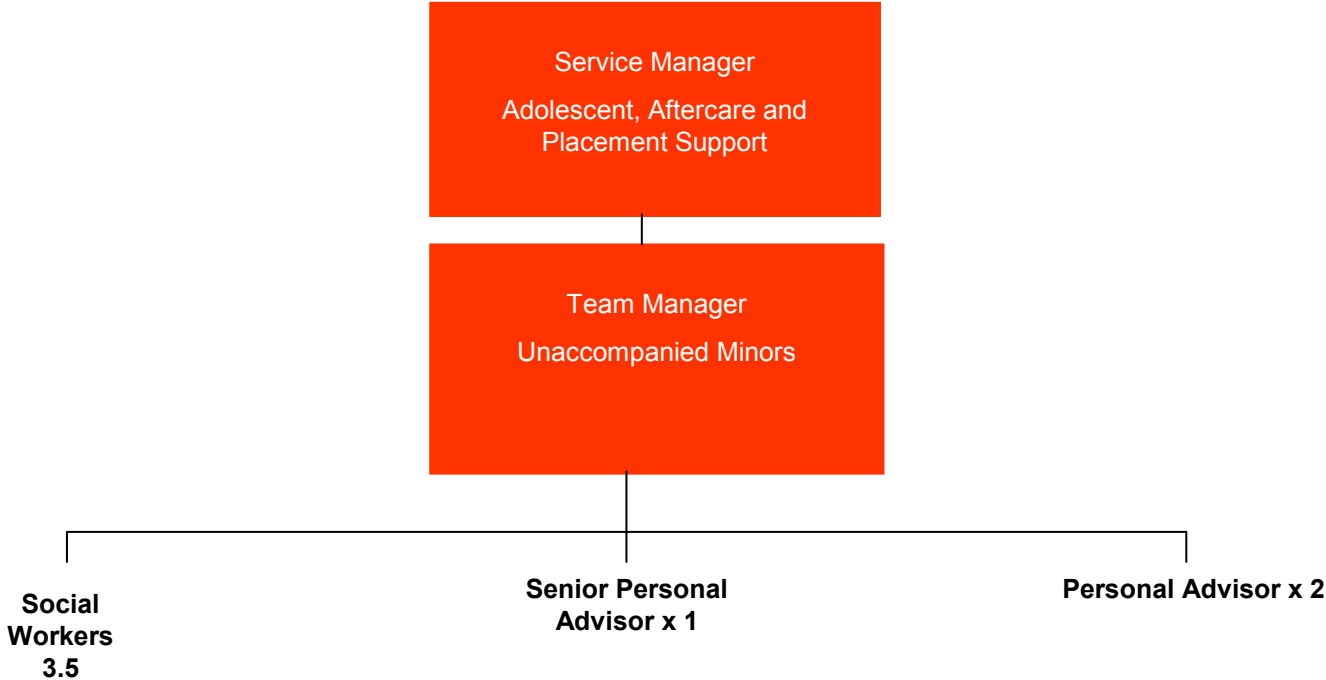 Service Manager
Adolescent, Aftercare and
Placement Support
Team Manager
Unaccompanied Minors
Social
Workers
3.5
Senior Personal
Advisor x 1
Personal Advisor x 2